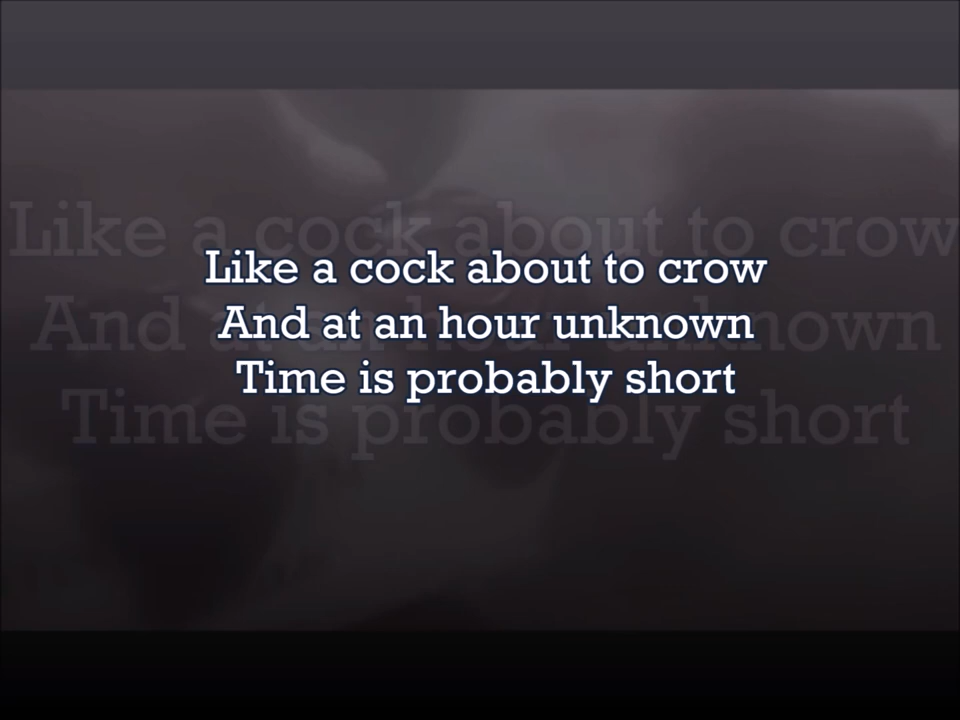 Like a cock about to crow
And at an hour unknown
Time is probably short